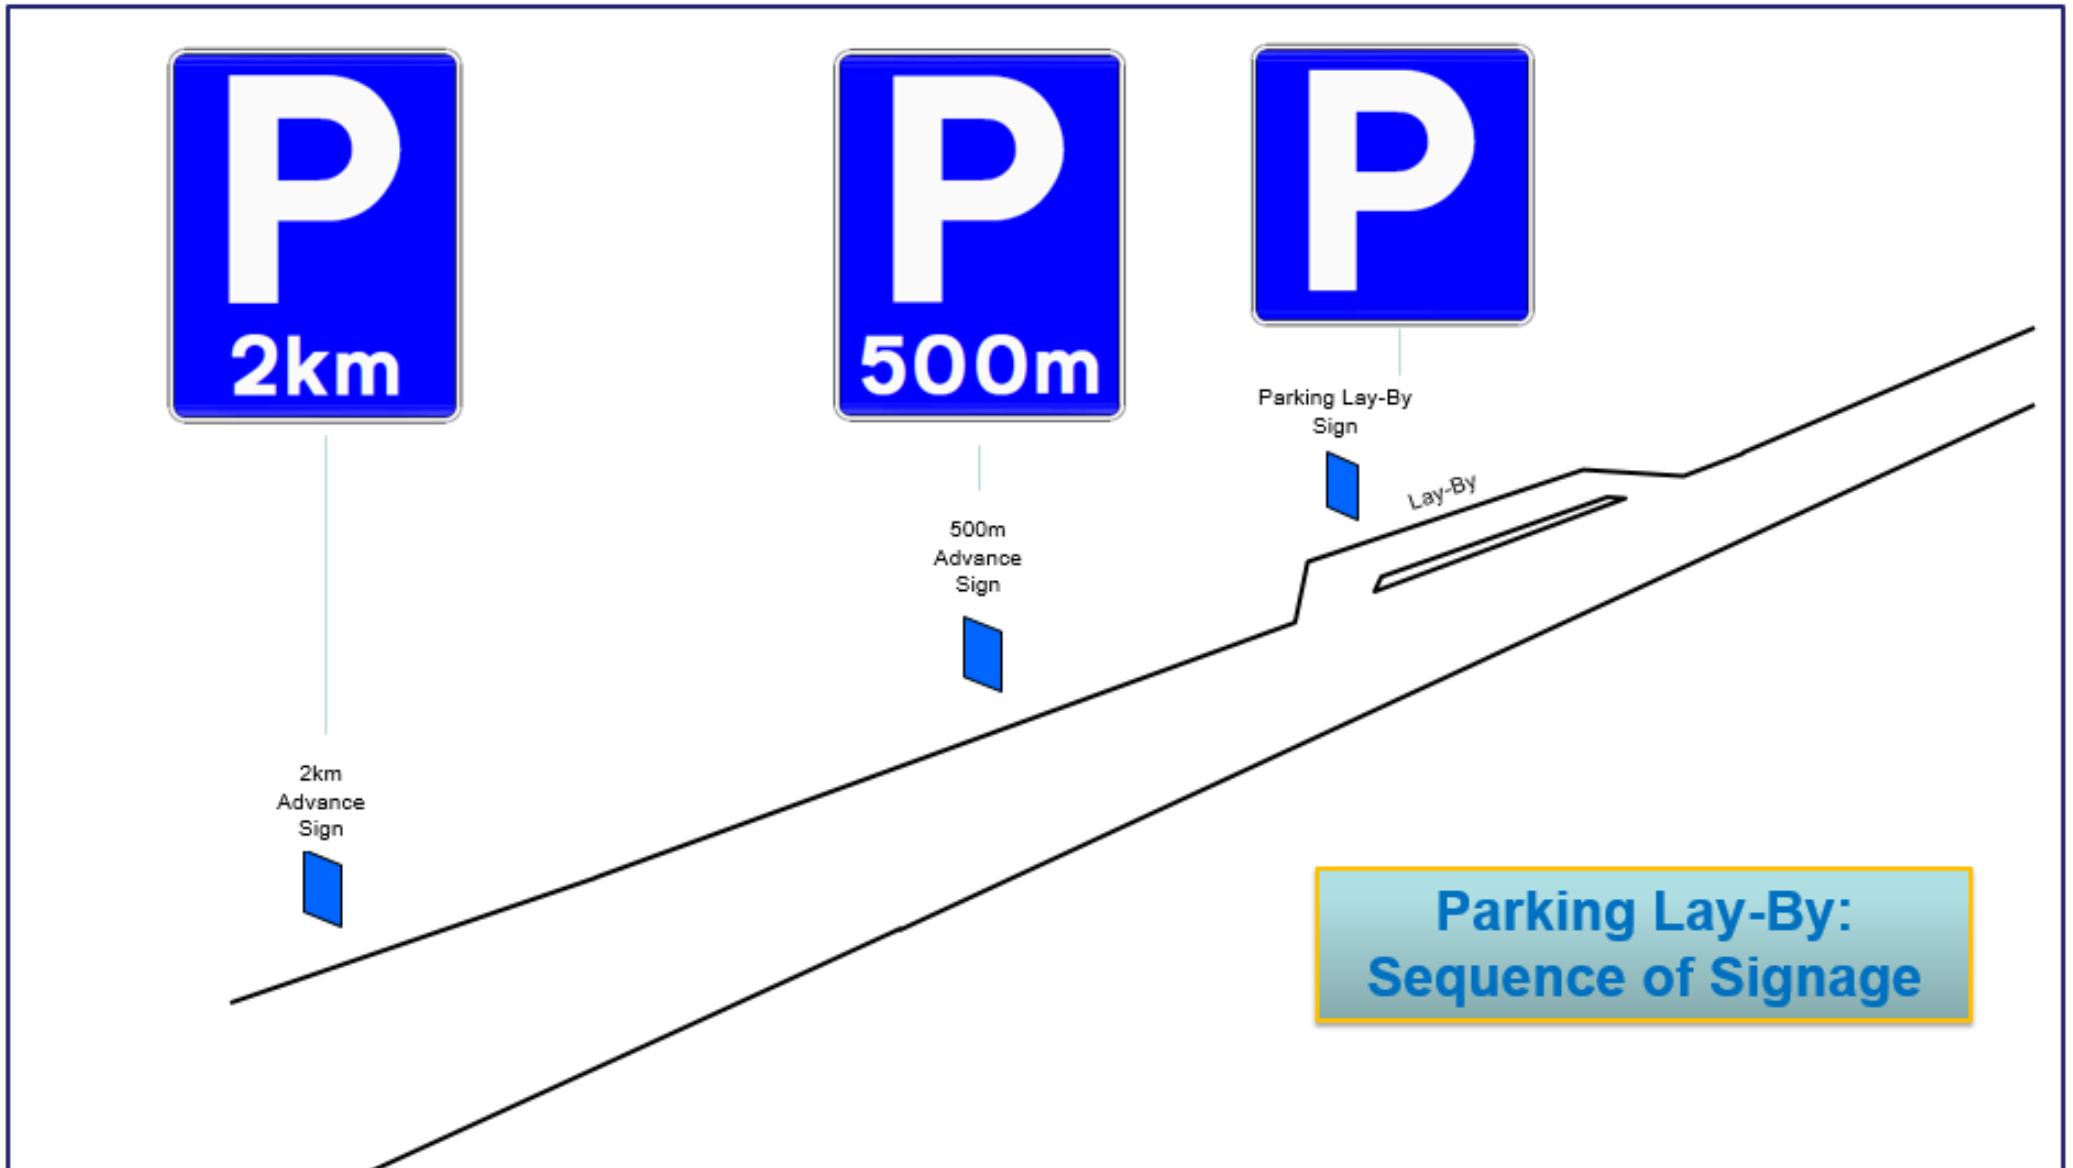 P
2km
P
500m
P
Parking Lay-By
Sign
Lay-By
500m
Advance
Sign
2km
Advance
Sign
Parking Lay-By:
Sequence of Signage